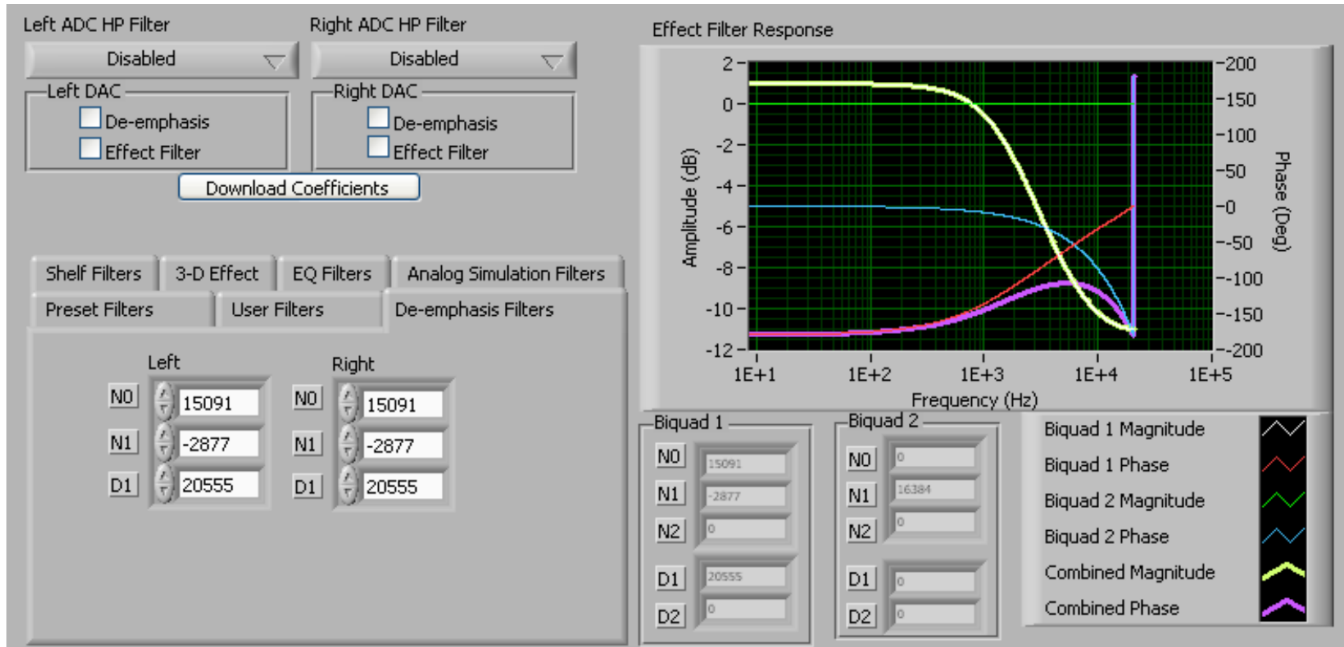 Left ADC HP Filter
Right ADC HP Filter
Disabled
Disabled
Left DAC
De-emphasis
Effect Filter
Right DAC
De-emphasis
Effect Filter
Download Coefficients
Shelf Filters
3-D Effect
EQ Filters
Analog Simulation Filters
Preset Filters
User Filters
De-emphasis Filters
Left
N0 15091
N1 -2877
D1 20555
Right
N0 15091
N1 -2877
D1 20555
Effect Filter Response
Amplitude (dB)
2
0
-2
-4
-6
-8
-10
-12
-200
-150
-100
-50
-0
--50
--100
--150
--200
Phase (Deg)
1E+1 1E+2 1E+3 1E+4 1E+5
Frequency (Hz)
Biquad 1
N0 15091
N1 -2877
N2 0
D1 20555
D2 0
Biquad 2
N0 0
N1 16384
N2 0
D1 0
D2 0
Biquad 1 Magnitude
Biquad 1 Phase
Biquad 2 Magnitude
Biquad 2 Phase
Combined Magnitude
Combined Phase